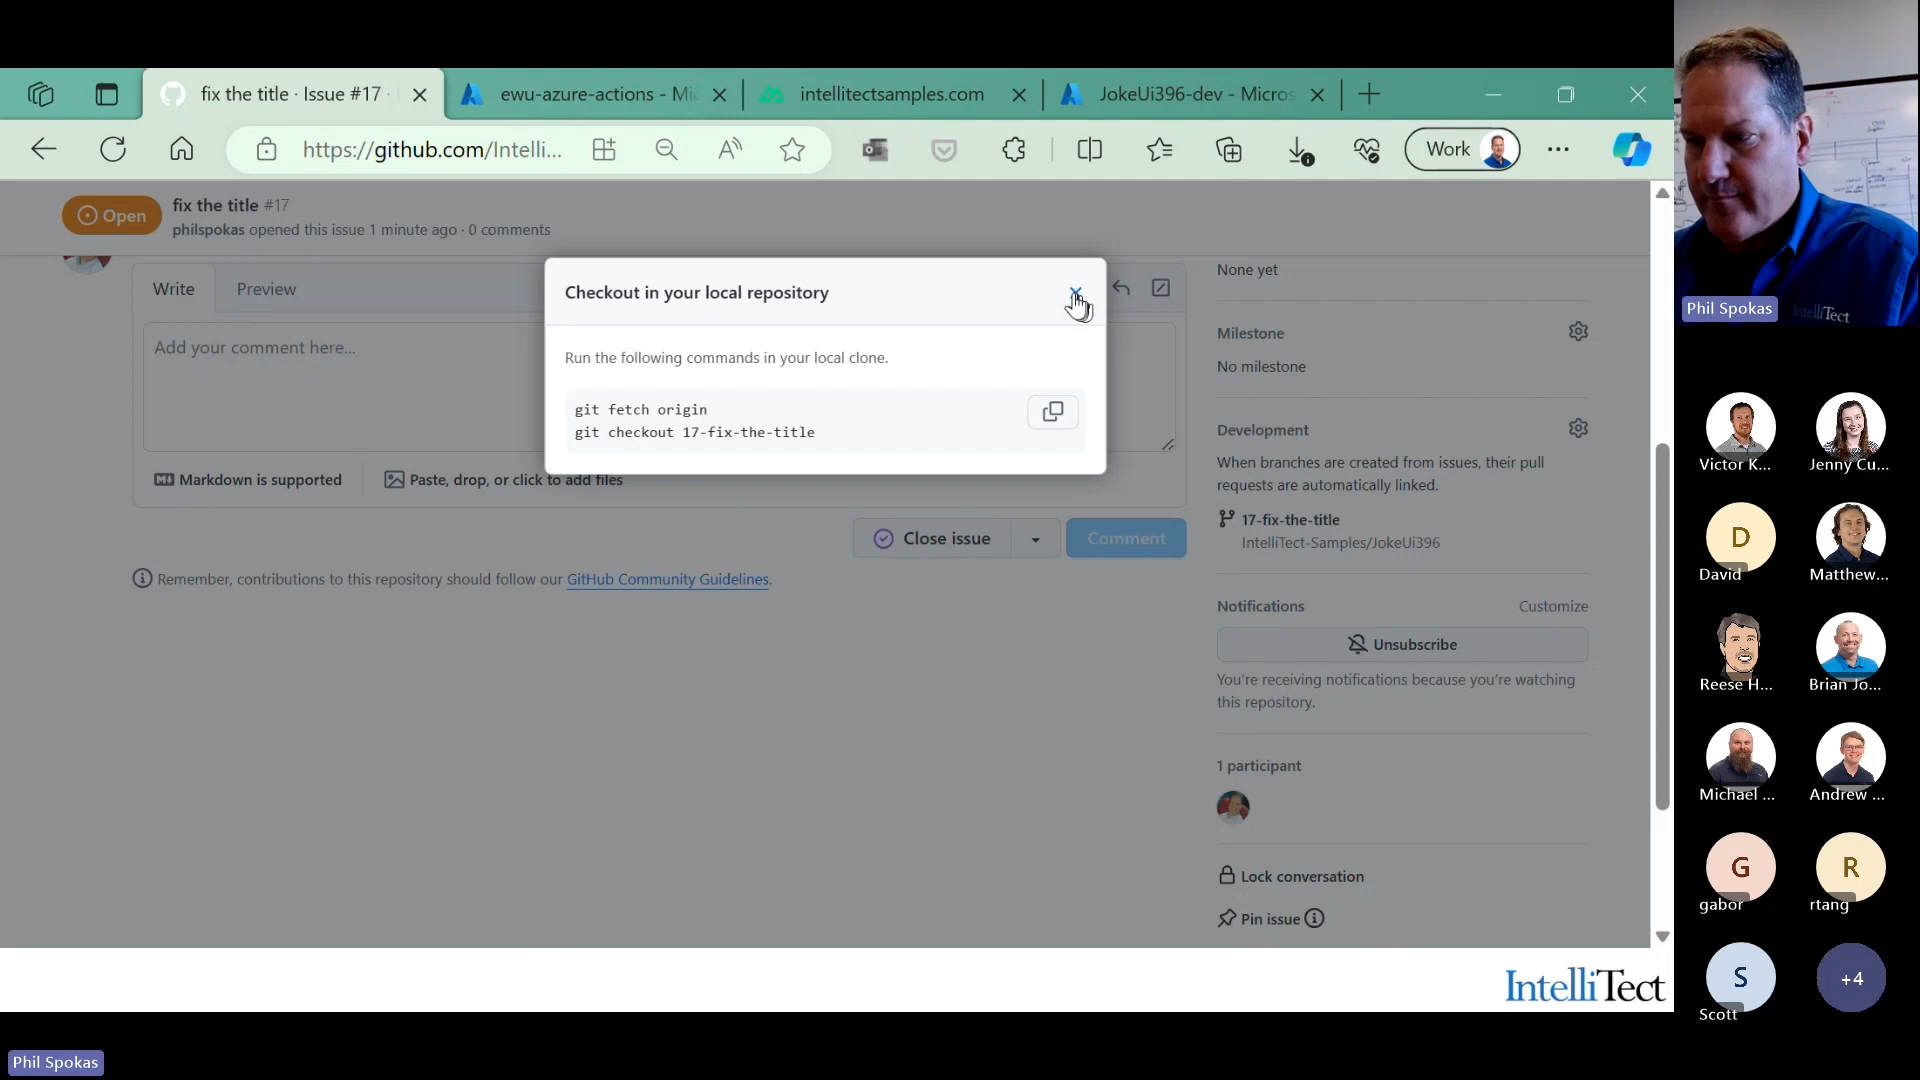 fix the title · Issue #17 ·
ewu-azure-actions - Mi
intellitectsamples.com
JokeUi396-dev - Micros
https://github.com/Intelli...
Work
Open
fix the title #17
philspokas opened this issue 1 minute ago · 0 comments
Write
Preview
Add your comment here...
Markdown is supported
Paste, drop, or click to add files
Close issue
Comment
Remember, contributions to this repository should follow our GitHub Community Guidelines.
Checkout in your local repository
Run the following commands in your local clone.
git fetch origin
git checkout 17-fix-the-title
None yet
Milestone
No milestone
Development
When branches are created from issues, their pull
requests are automatically linked.
17-fix-the-title
IntelliTect-Samples/JokeUi396
Notifications
Customize
Unsubscribe
You're receiving notifications because you're watching
this repository.
1 participant
Lock conversation
Pin issue
IntelliTect
Phil Spokas
IntelliTect
Victor K...
Jenny Cu...
D
David
Matthew...
Reese H...
Brian Jo...
Michael ...
Andrew ...
G
gabor
R
rtang
S
Scott
+4
Phil Spokas